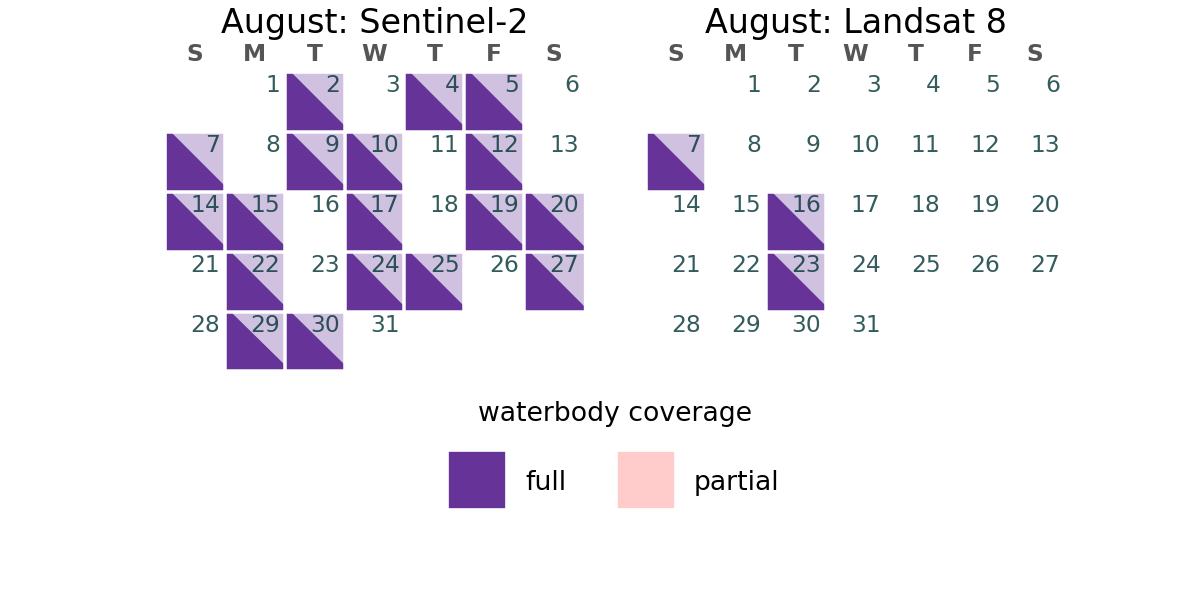 August: Sentinel-2
S M T W T F S
1 2 3 4 5 6
7 8 9 10 11 12 13
14 15 16 17 18 19 20
21 22 23 24 25 26 27
28 29 30 31
August: Landsat 8
S M T W T F S
1 2 3 4 5 6
7 8 9 10 11 12 13
14 15 16 17 18 19 20
21 22 23 24 25 26 27
28 29 30 31
waterbody coverage
full partial